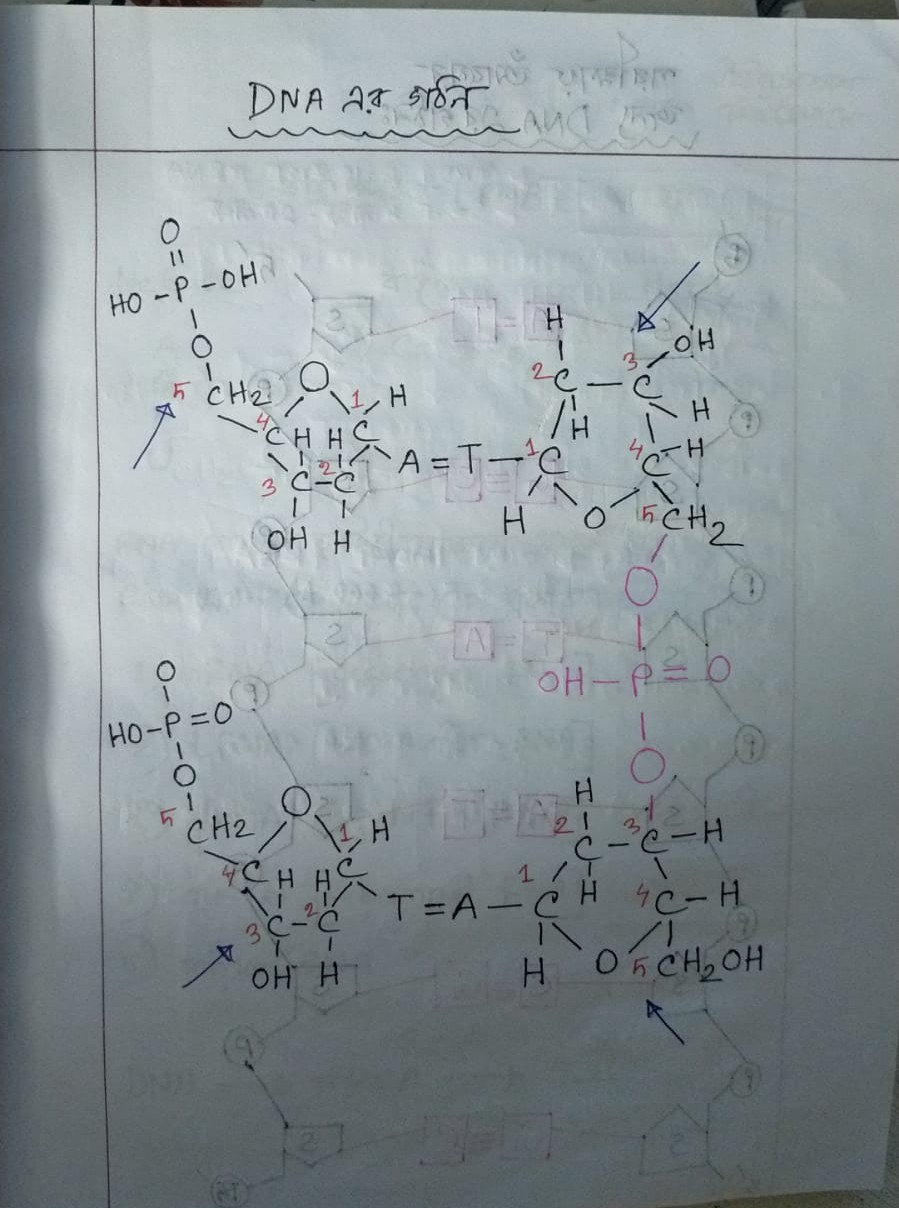 DNA এর গঠন
O
HO-P-OH
O
5 CH2 O 1 H
4 C H H C
3 C-C 2
OH H
A=T
H
2 C-C 3 OH
H H
1 C 4 C-H
H O 5 CH2
O
OH-P=O
O
O
HO-P=O
O
5 CH2 O 1 H
4 C H H C
3 C-C 2
OH H
T=A
H
2 C-C 3 -H
1 H 4
C C-H
H O 5 CH2OH